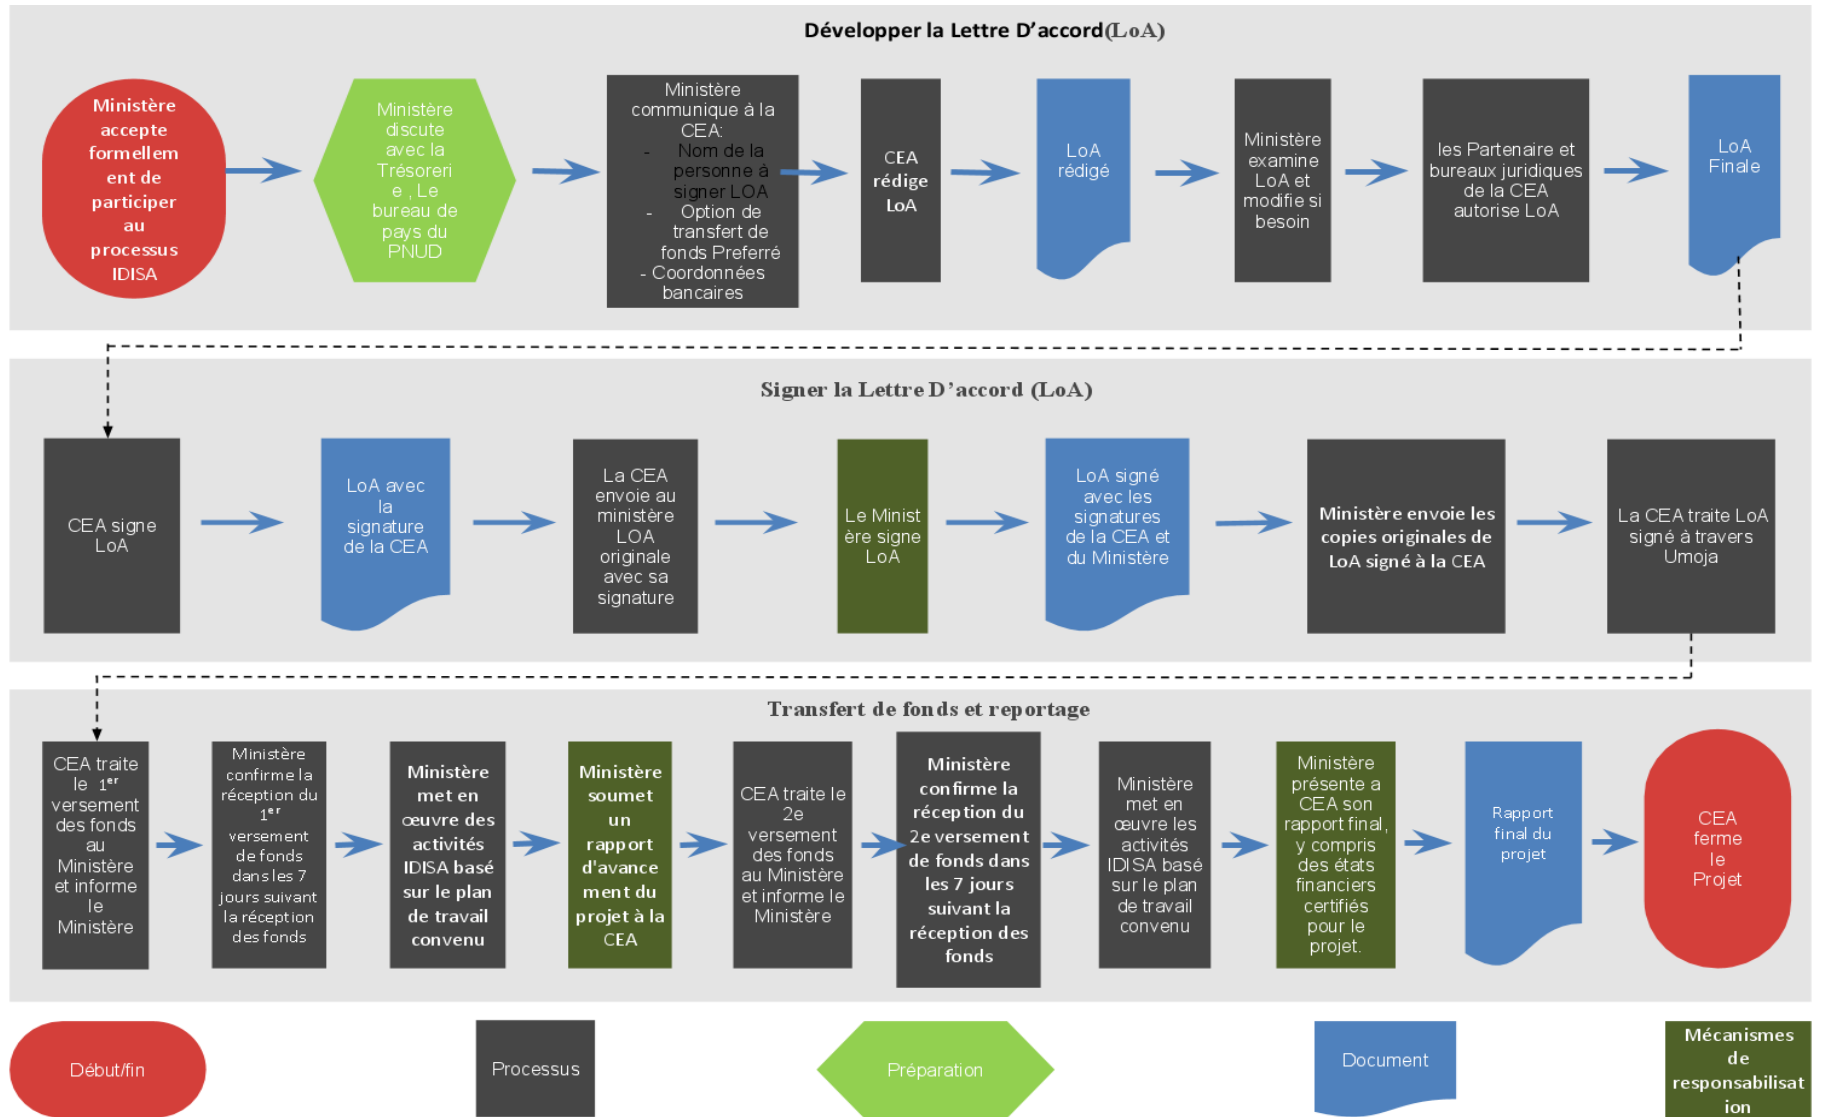 Développer la Lettre D'accord(LoA)
Ministère
accepte
formellem
ent de
participer
au
processus
IDISA
Ministère
discute
avec la
Trésoreri
e , Le
bureau de
pays du
PNUD
Ministère
communique à la
CEA:
- Nom de la
personne à
signer LOA
- Option de
transfert de
fonds Preferré
- Coordonnées
bancaires
CEA
rédige
LoA
LoA
rédigé
Ministère
examine
LoA et
modifie si
besoin
les Partenaire et
bureaux juridiques
de la CEA
autorise LoA
LoA
Finale
Signer la Lettre D'accord (LoA)
CEA signe
LoA
LoA avec
la
signature
de la CEA
La CEA
envoie au
ministère
LOA
originale
avec sa
signature
Le Minist
ère signe
LoA
LoA signé
avec les
signatures
de la CEA et
du Ministère
Ministère envoie les
copies originales de
LoA signé à la CEA
La CEA traite LoA
signé à travers
Umoja
Transfert de fonds et reportage
CEA traite
le 1er
versement
des fonds
au
Ministère
et informe
le
Ministère
Ministère
confirme la
réception du
1er
versement
de fonds
dans les 7
jours suivant
la réception
des fonds
Ministère
met en
œuvre des
activités
IDISA basé
sur le plan
de travail
convenu
Ministère
soumet
un
rapport
d'avance
ment du
projet à la
CEA
CEA traite le
2e
versement
des fonds
au Ministère
et informe le
Ministère
Ministère
confirme la
réception du
2e versement
de fonds dans
les 7 jours
suivant la
réception des
fonds
Ministère
met en
œuvre les
activités
IDISA basé
sur le plan
de travail
convenu
Ministère
présente a
CEA son
rapport final,
y compris
des états
financiers
certifiés
pour le
projet.
Rapport
final du
projet
CEA
ferme
le
Projet
Début/fin
Processus
Préparation
Document
Mécanismes
de
responsabilisat
ion